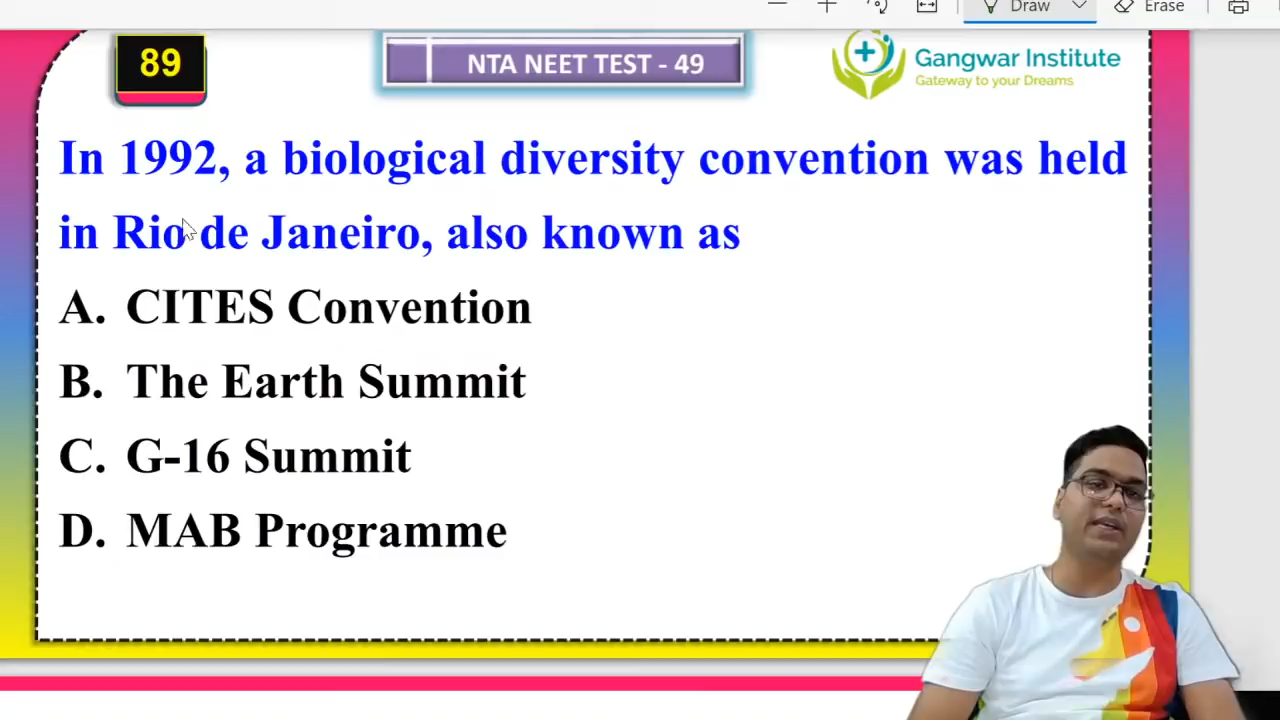 Draw
Erase
89
NTA NEET TEST - 49
Gangwar Institute
Gateway to your Dreams
In 1992, a biological diversity convention was held
in Rio de Janeiro, also known as
A. CITES Convention
B. The Earth Summit
C. G-16 Summit
D. MAB Programme